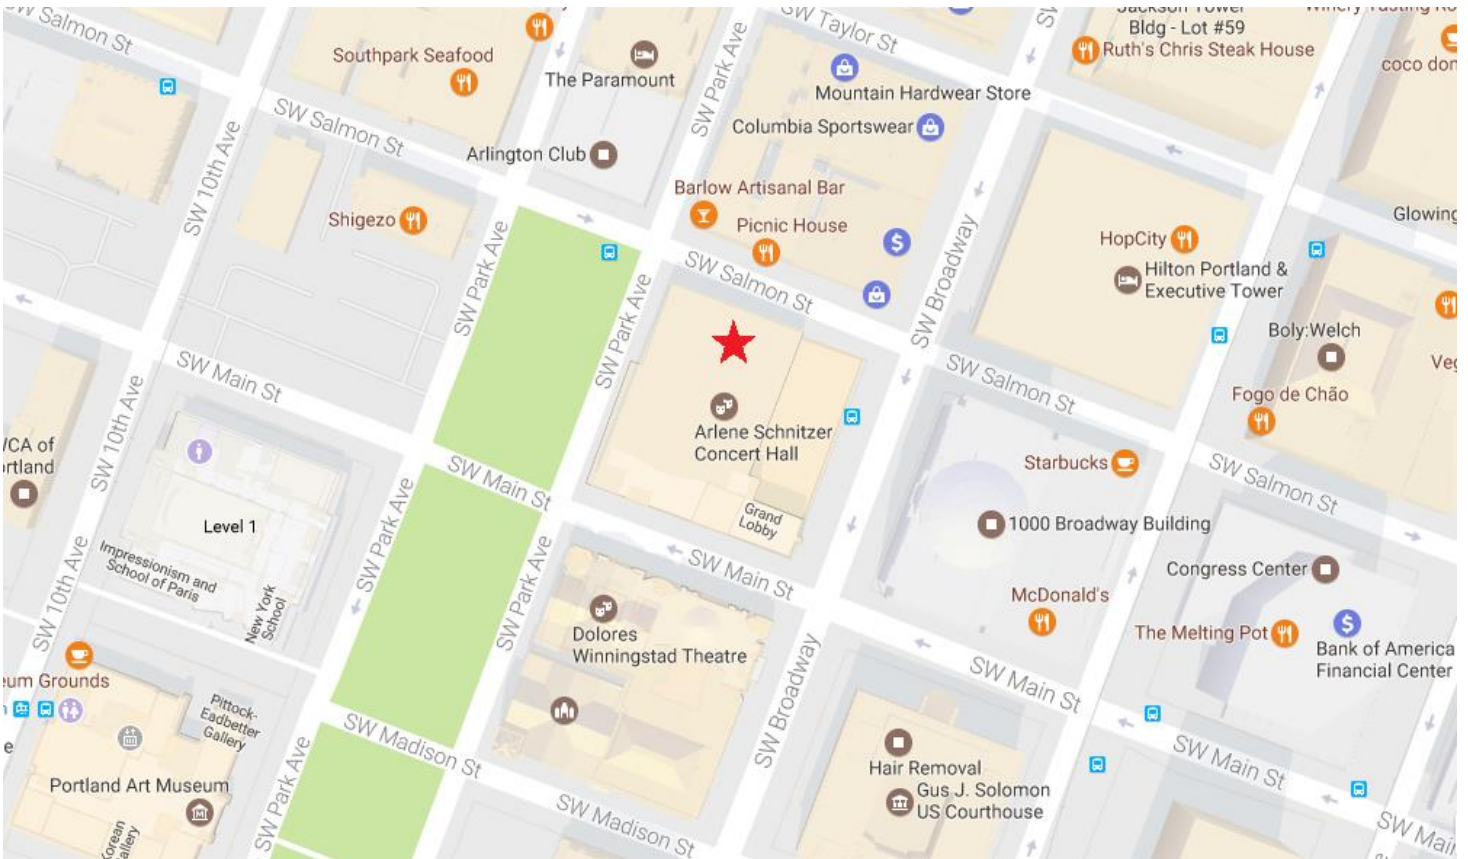 SW Salmon St
Southpark Seafood
The Paramount
SW Park Ave
SW Taylor St
Jackson Tower
Bldg - Lot #59
Ruth's Chris Steak House
Mountain Hardwear Store
Columbia Sportswear
SW Salmon St
Arlington Club
SW 10th Ave
Shigezo
Barlow Artisanal Bar
Picnic House
SW Park Ave
SW Park Ave
SW Salmon St
SW Broadway
HopCity
Hilton Portland &
Executive Tower
Glowing
Boly:Welch
Fogo de Chão
SW Main St
SW 10th Ave
Arlene Schnitzer
Concert Hall
Grand
Lobby
SW Salmon St
Starbucks
SW Salmon St
1000 Broadway Building
Level 1
Impressionism and
School of Paris
New York
School
SW Main St
SW Park Ave
SW Park Ave
SW Main St
Congress Center
McDonald's
The Melting Pot
Bank of America
Financial Center
Dolores
Winningstad Theatre
SW 10th Ave
SW Main St
SW Broadway
Pittock-
Eadbetter
Gallery
SW Madison St
SW Main St
Portland Art Museum
SW Park Ave
Hair Removal
Gus J. Solomon
US Courthouse
SW Madison St
SW Main